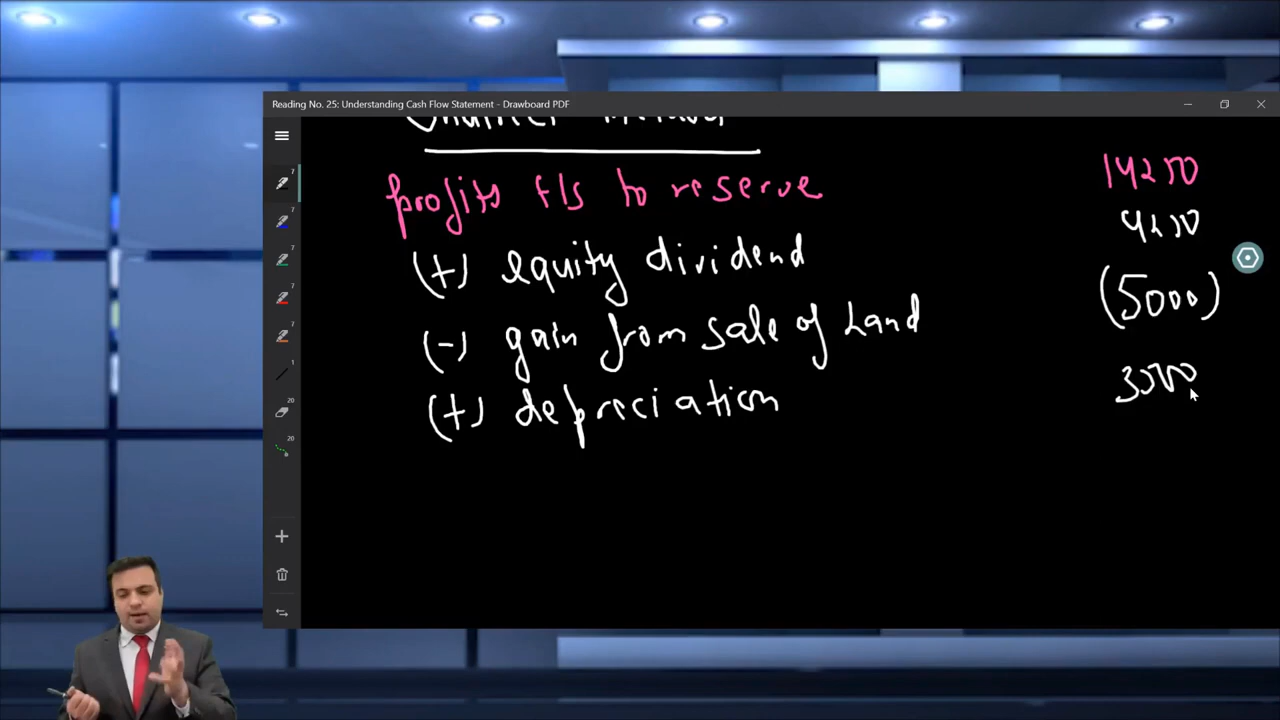 Reading No. 25: Understanding Cash Flow Statement - Drawboard PDF
profits t/s to reserve 14250
(+) equity dividend 4250
(-) gain from sale of Land (5000)
(+) depreciation 3000